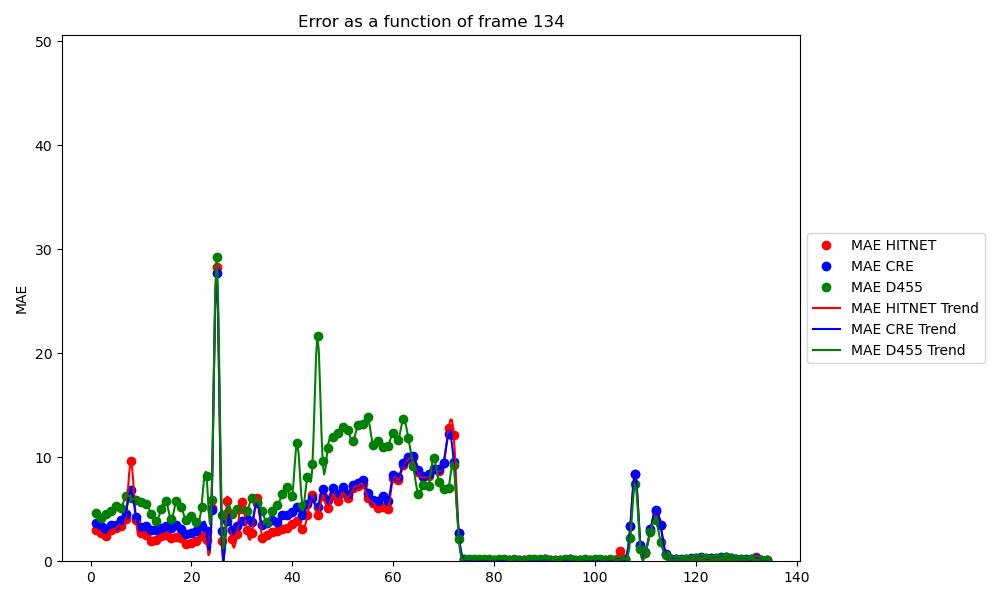 Error as a function of frame 134
50
40
30
20
10
0
MAE
0 20 40 60 80 100 120 140
MAE HITNET
MAE CRE
MAE D455
MAE HITNET Trend
MAE CRE Trend
MAE D455 Trend